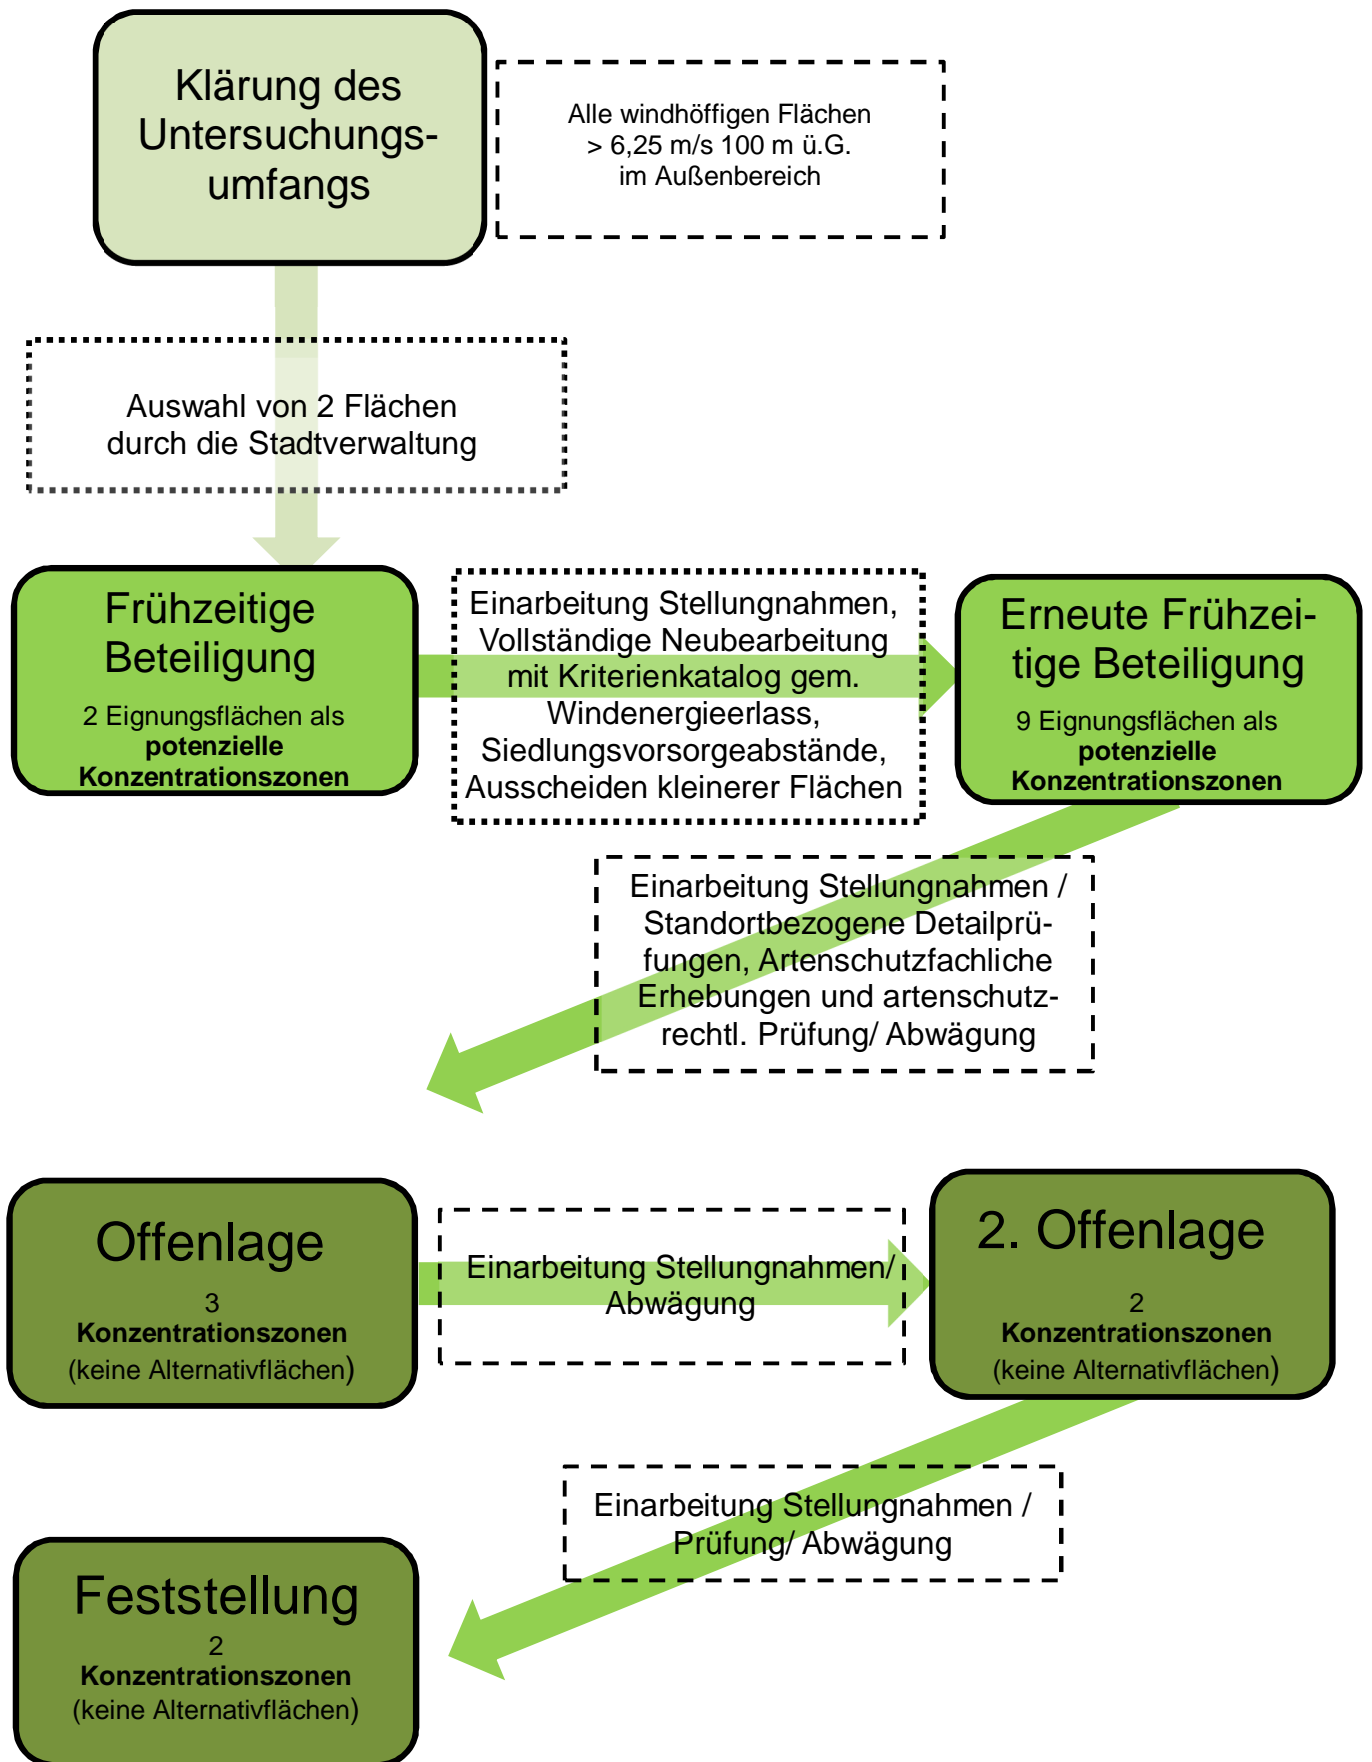 Klärung des
Untersuchungs-
umfangs
Alle windhöffigen Flächen
> 6,25 m/s 100 m ü.G.
im Außenbereich
Auswahl von 2 Flächen
durch die Stadtverwaltung
Frühzeitige
Beteiligung
2 Eignungsflächen als
potenzielle
Konzentrationszonen
Einarbeitung Stellungnahmen,
Vollständige Neubearbeitung
mit Kriterienkatalog gem.
Windenergieerlass,
Siedlungsvorsorgeabstände,
Ausscheiden kleinerer Flächen
Erneute Frühzei-
tige Beteiligung
9 Eignungsflächen als
potenzielle
Konzentrationszonen
Einarbeitung Stellungnahmen /
Standortbezogene Detailprü-
fungen, Artenschutzfachliche
Erhebungen und artenschutz-
rechtl. Prüfung/ Abwägung
Offenlage
3
Konzentrationszonen
(keine Alternativflächen)
Einarbeitung Stellungnahmen/
Abwägung
2. Offenlage
2
Konzentrationszonen
(keine Alternativflächen)
Einarbeitung Stellungnahmen /
Prüfung/ Abwägung
Feststellung
2
Konzentrationszonen
(keine Alternativflächen)